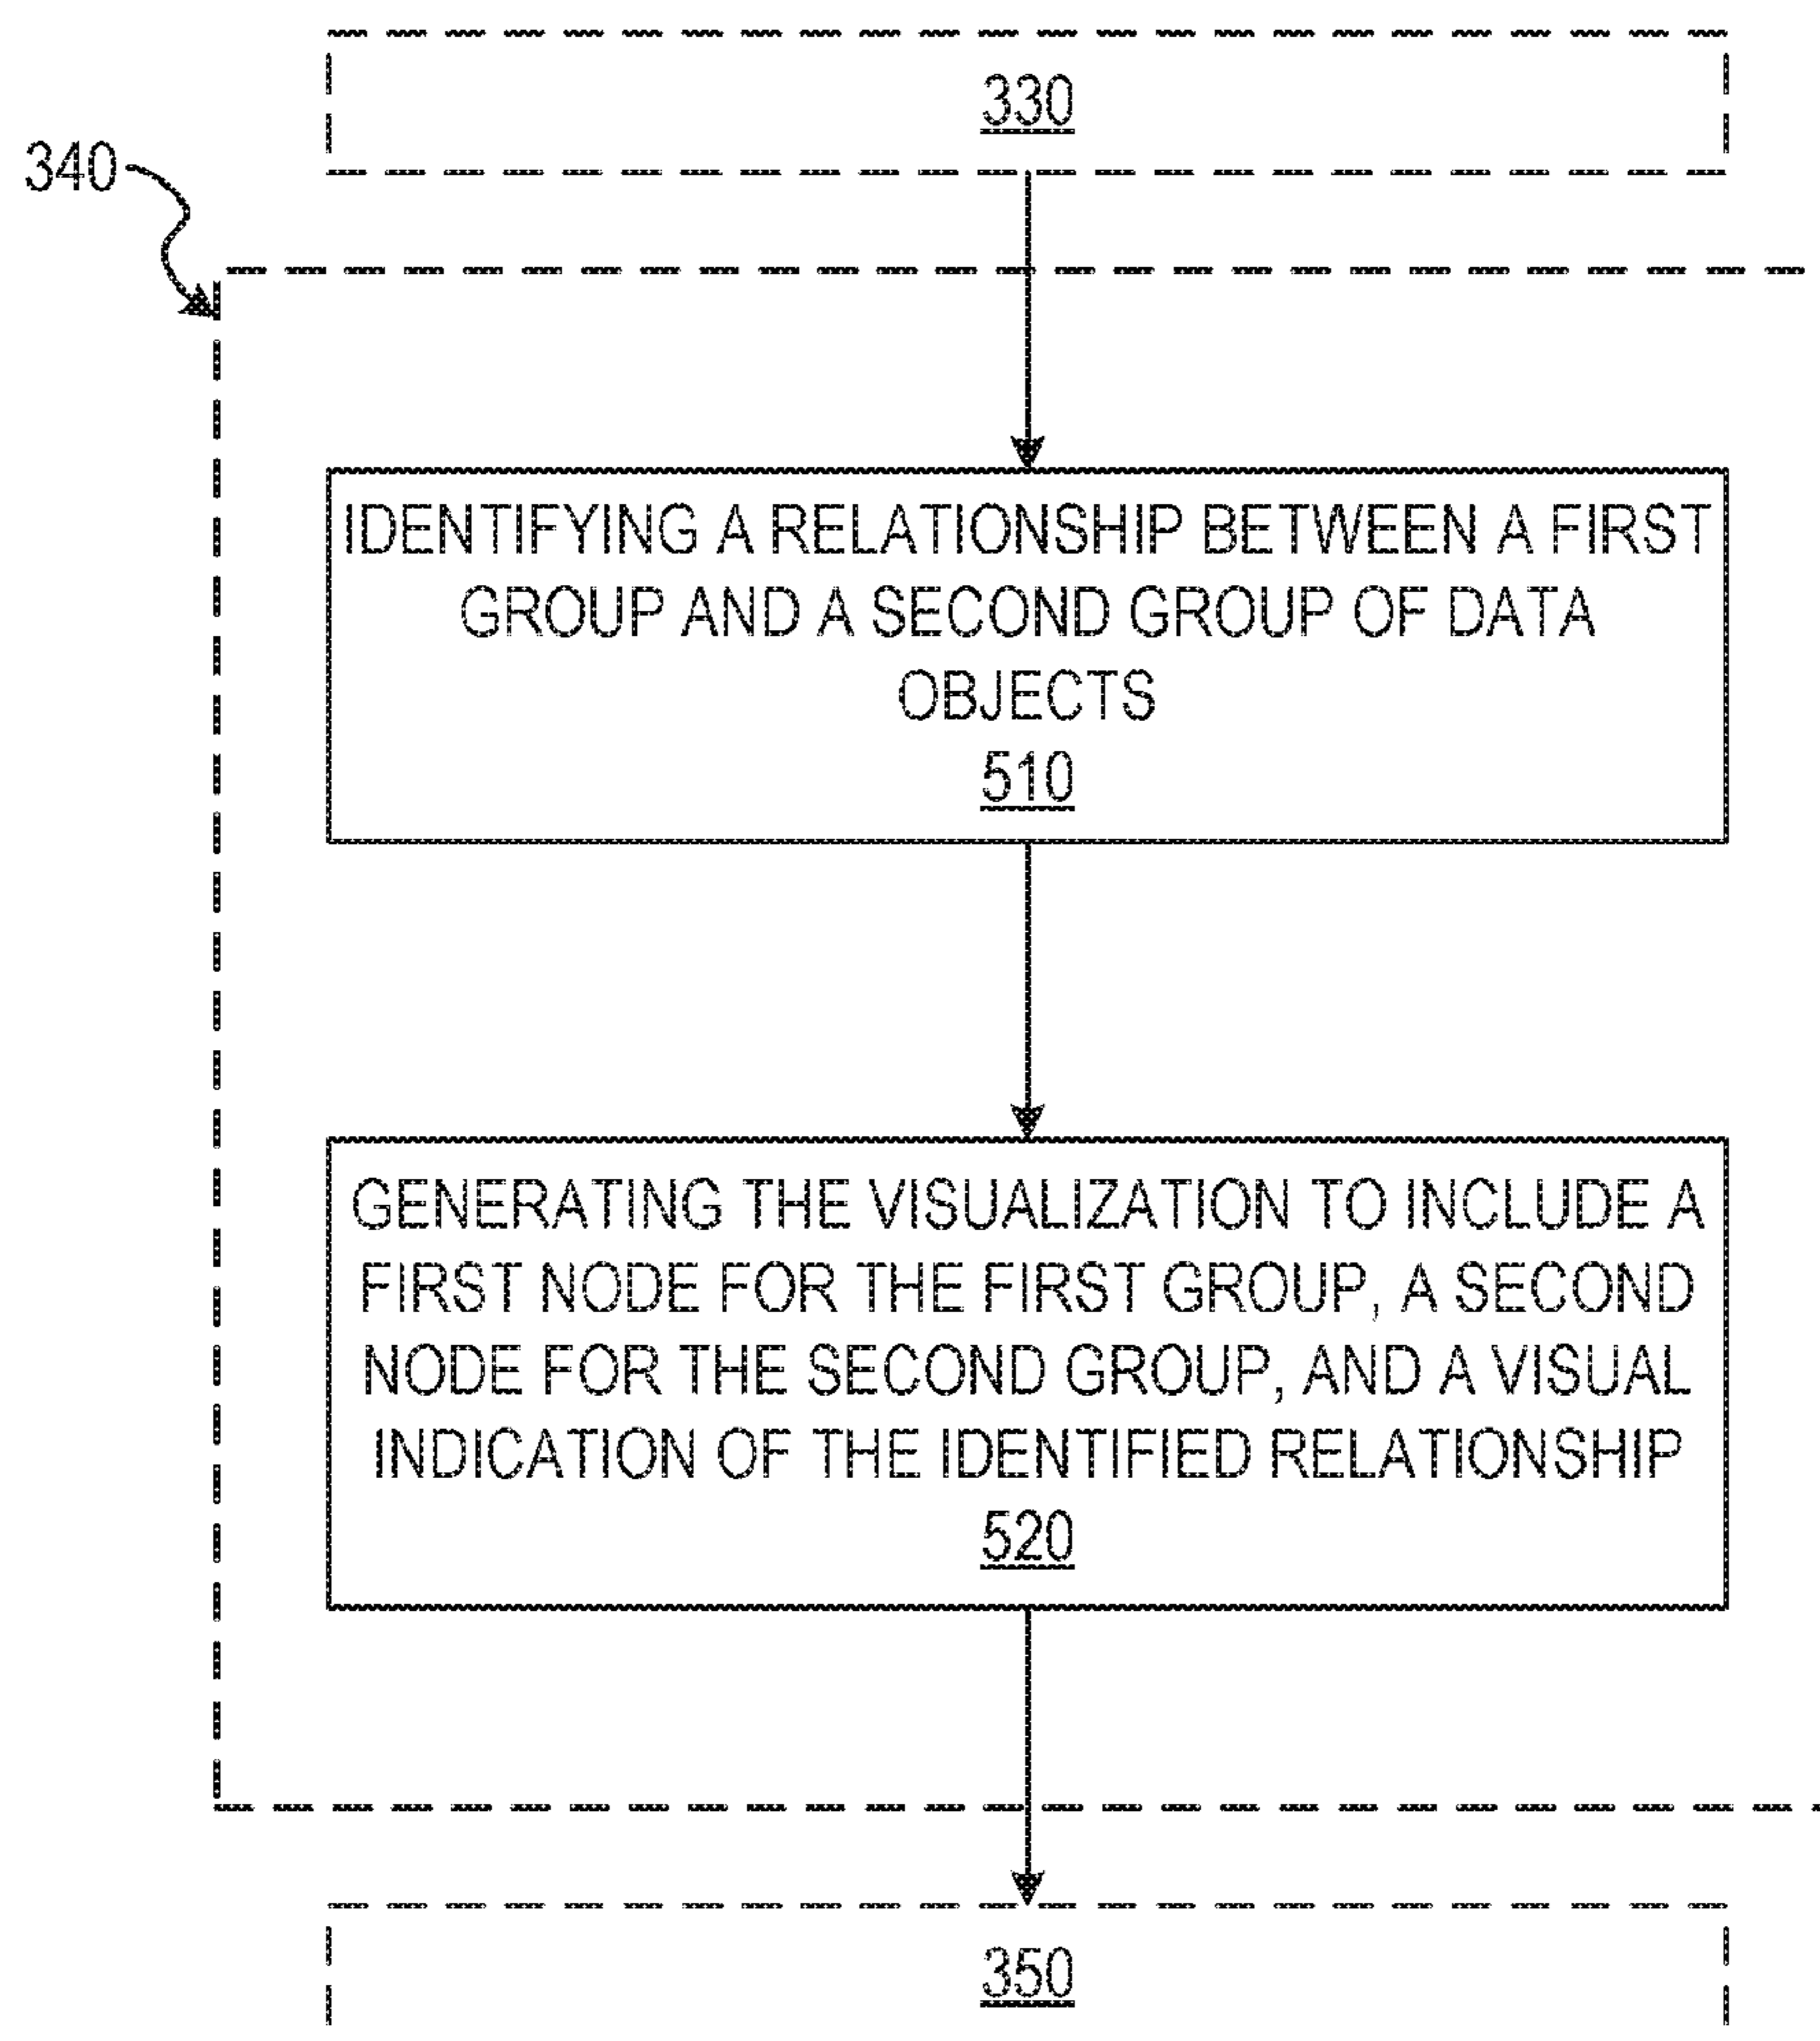 330
340
IDENTIFYING A RELATIONSHIP BETWEEN A FIRST
GROUP AND A SECOND GROUP OF DATA
OBJECTS
510
GENERATING THE VISUALIZATION TO INCLUDE A
FIRST NODE FOR THE FIRST GROUP, A SECOND
NODE FOR THE SECOND GROUP, AND A VISUAL
INDICATION OF THE IDENTIFIED RELATIONSHIP
520
350